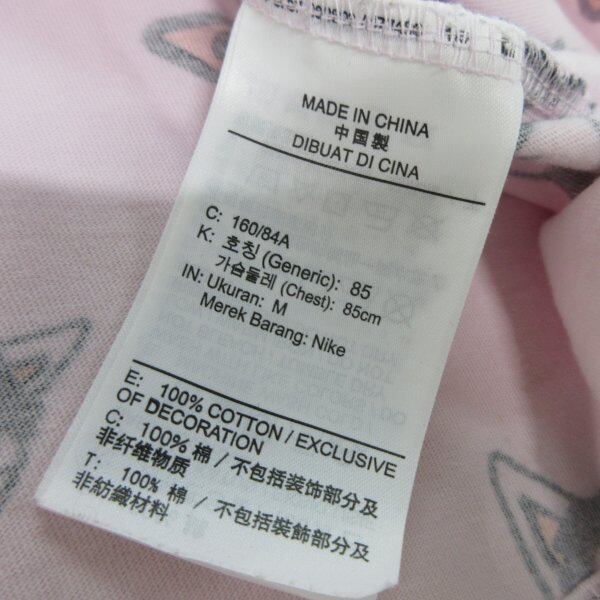 MADE IN CHINA
中国製
DIBUAT DI CINA
C: 160/84A
K: 호칭 (Generic): 85
가슴둘레 (Chest): 85cm
IN: Ukuran: M
Merek Barang: Nike
E: 100% COTTON / EXCLUSIVE
OF DECORATION
C: 100% 棉 / 不包括装饰部分及
非纤维物质
T: 100% 棉 / 不包括裝飾部分及
非紡織材料